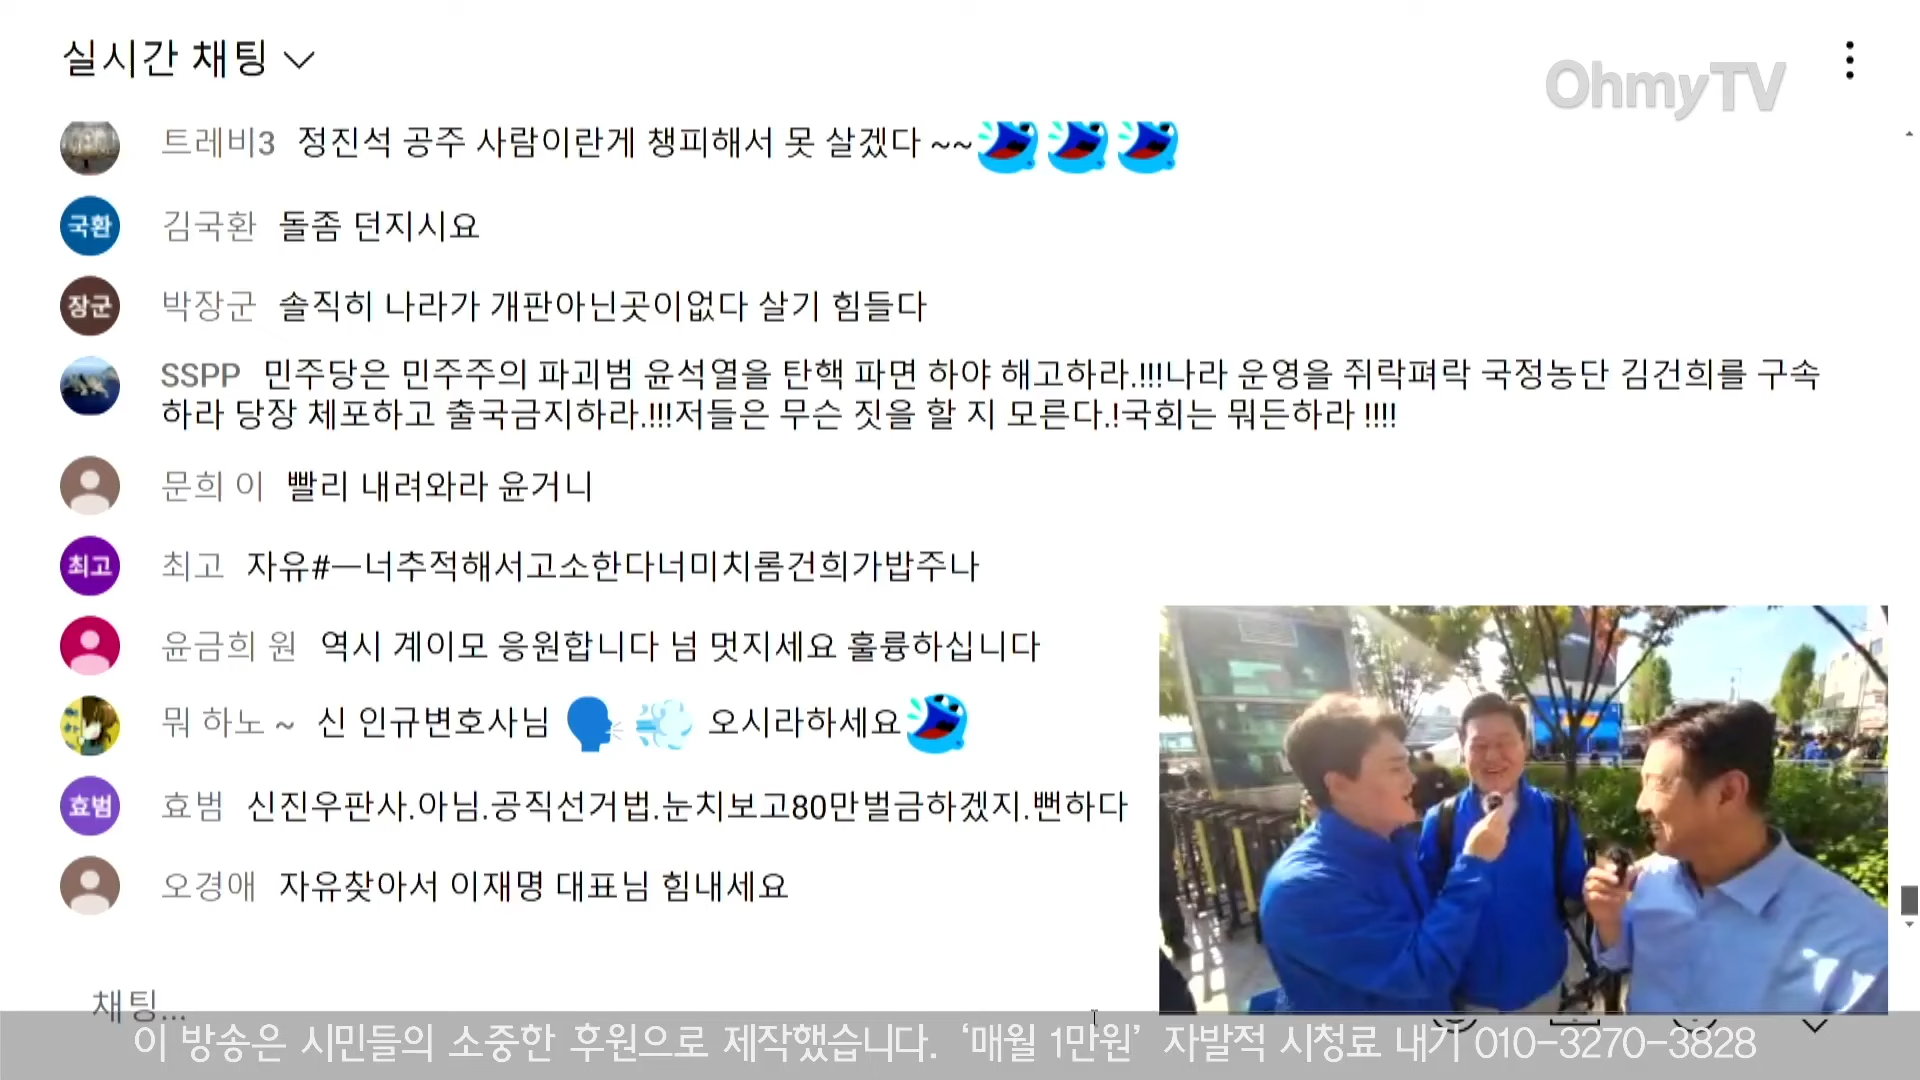 실시간 채팅
OhmyTV
트레비3 정진석 공주 사람이란게 챙피해서 못 살겠다 ~~
국환 김국환 돌좀 던지시요
장군 박장군 솔직히 나라가 개판아닌곳이없다 살기 힘들다
SSPP 민주당은 민주주의 파괴범 윤석열을 탄핵 파면 하야 해고하라.!!!나라 운영을 쥐락펴락 국정농단 김건희를 구속
하라 당장 체포하고 출국금지하라.!!!저들은 무슨 짓을 할 지 모른다.!국회는 뭐든하라 !!!!
문희 이 빨리 내려와라 윤거니
최고 최고 자유#—너추적해서고소한다너미치롬건희가밥주나
윤금희 원 역시 계이모 응원합니다 넘 멋지세요 훌륭하십니다
뭐 하노 ~ 신 인규변호사님 오시라하세요
효범 효범 신진우판사.아님.공직선거법.눈치보고80만벌금하겠지.뻔하다
오경애 자유찾아서 이재명 대표님 힘내세요
채팅...
이 방송은 시민들의 소중한 후원으로 제작했습니다. ‘매월 1만원’ 자발적 시청료 내기 010-3270-3828